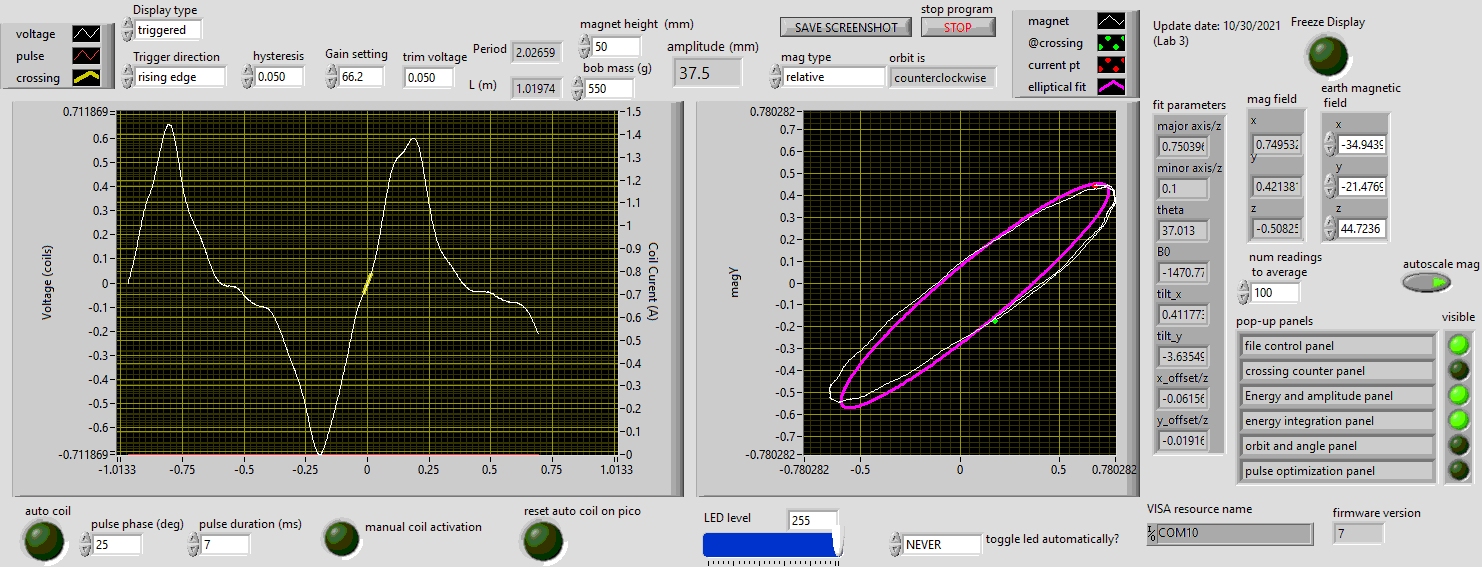 voltage
pulse
crossing
Display type
triggered
Trigger direction
rising edge
hysteresis
0.050
Gain setting
66.2
trim voltage
0.050
Period
2.02659
L (m)
1.01974
magnet height (mm)
50
bob mass (g)
550
amplitude (mm)
37.5
SAVE SCREENSHOT
stop program
STOP
mag type
relative
orbit is
counterclockwise
magnet
@crossing
current pt
elliptical fit
Update date: 10/30/2021
(Lab 3)
Freeze Display
Voltage (coils)
0.711869
0.6
0.5
0.4
0.3
0.2
0.1
0
-0.1
-0.2
-0.3
-0.4
-0.5
-0.6
-0.711869
-1.0133
-0.75
-0.5
-0.25
0
0.25
0.5
0.75
1.0133
1.5
1.4
1.3
1.2
1.1
1
0.9
0.8
0.7
0.6
0.5
0.4
0.3
0.2
0.1
0
Coil Curent (A)
magy
0.780282
0.7
0.6
0.5
0.4
0.3
0.2
0.1
0
-0.1
-0.2
-0.3
-0.4
-0.5
-0.6
-0.7
-0.780282
-0.780282
-0.5
0
0.5
0.780282
fit parameters
major axis/z
0.750396
minor axis/z
0.1
theta
37.013
B0
-1470.77
tilt_x
0.411773
tilt_y
-3.63549
x_offset/z
-0.06156
y_offset/z
-0.01916
mag field
x
0.749532
y
0.42138
z
-0.50825
earth magnetic
field
x
-34.9439
y
-21.4769
z
44.7236
num readings
to average
100
autoscale mag
pop-up panels
visible
file control panel
crossing counter panel
Energy and amplitude panel
energy integration panel
orbit and angle panel
pulse optimization panel
auto coil
pulse phase (deg)
25
pulse duration (ms)
7
manual coil activation
reset auto coil on pico
LED level
255
NEVER
toggle led automatically?
VISA resource name
COM10
firmware version
7